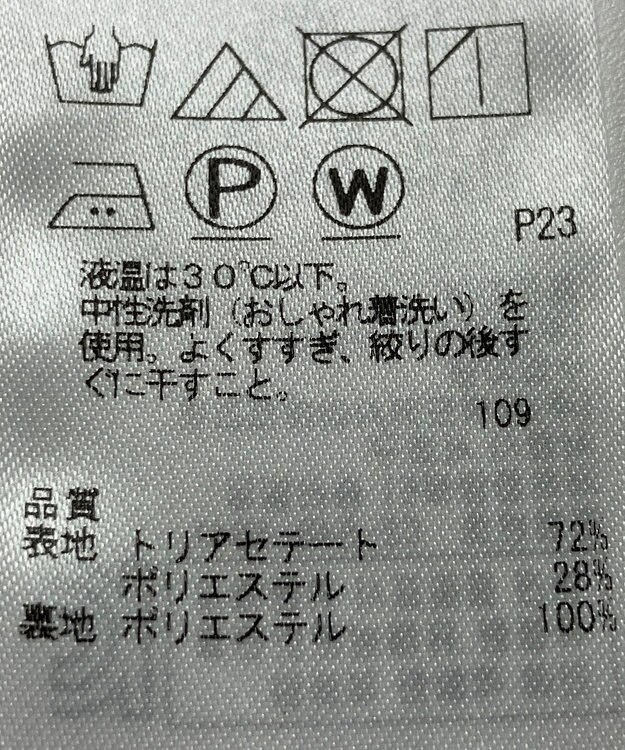 P W P23
液温は30℃以下。
中性洗剤（おしゃれ着洗い）を
使用。よくすすぎ、絞りの後す
ぐに干すこと。
109
品質
表地 トリアセテート 72%
ポリエステル 28%
裏地 ポリエステル 100%